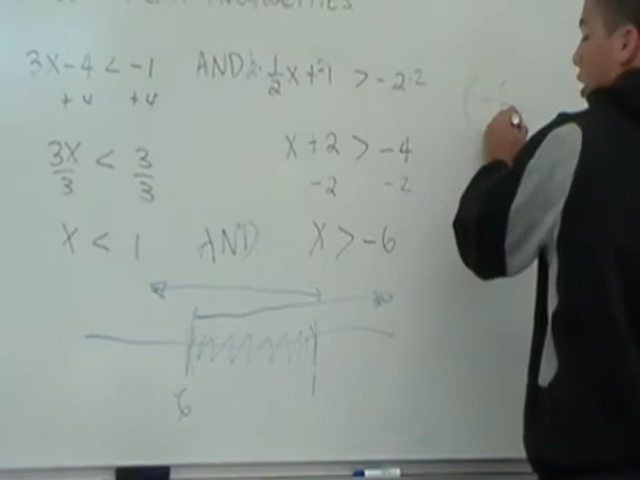 3x-4 < -1 AND 2·½x+²·1 > -2·2
+4 +4
3x/3 < 3/3 x+2 > -4
-2 -2
x < 1 AND x > -6
6 1